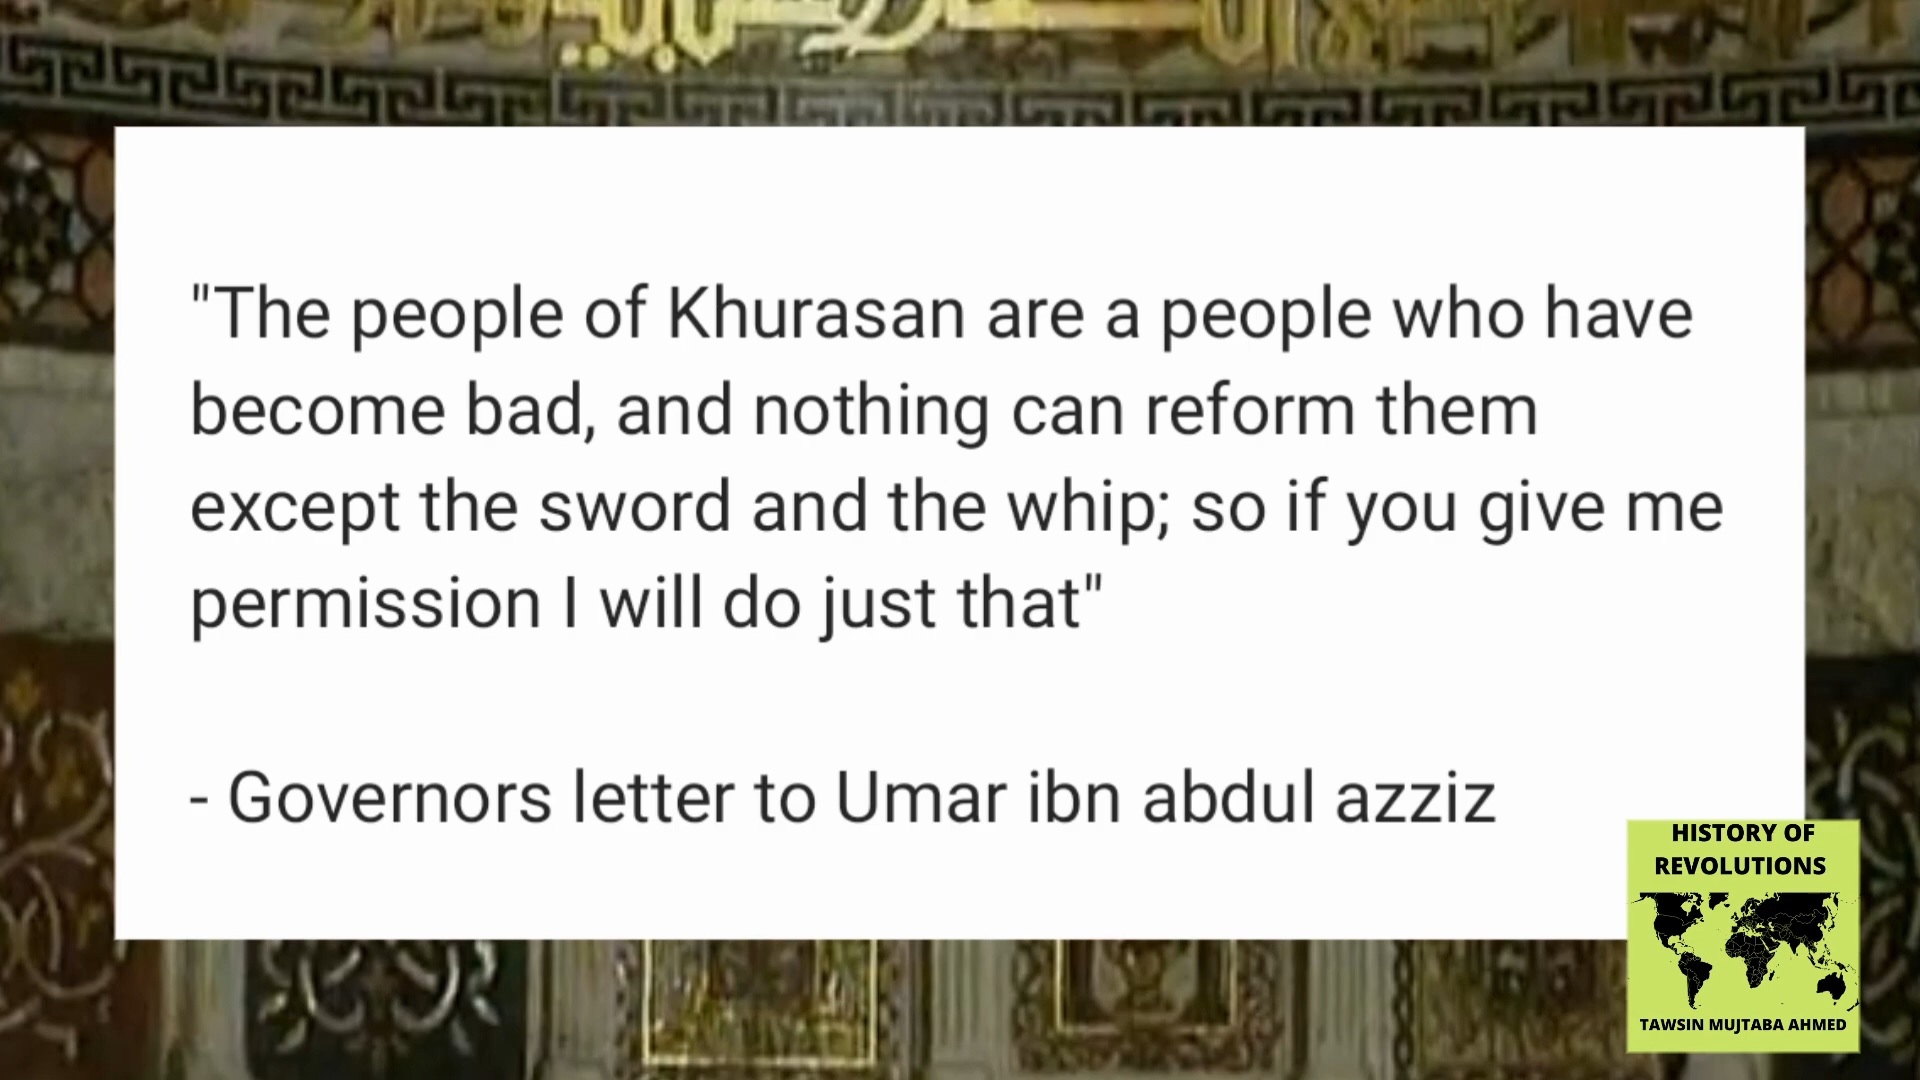 "The people of Khurasan are a people who have
become bad, and nothing can reform them
except the sword and the whip; so if you give me
permission I will do just that"
- Governors letter to Umar ibn abdul azziz
HISTORY OF
REVOLUTIONS
TAWSIN MUJTABA AHMED